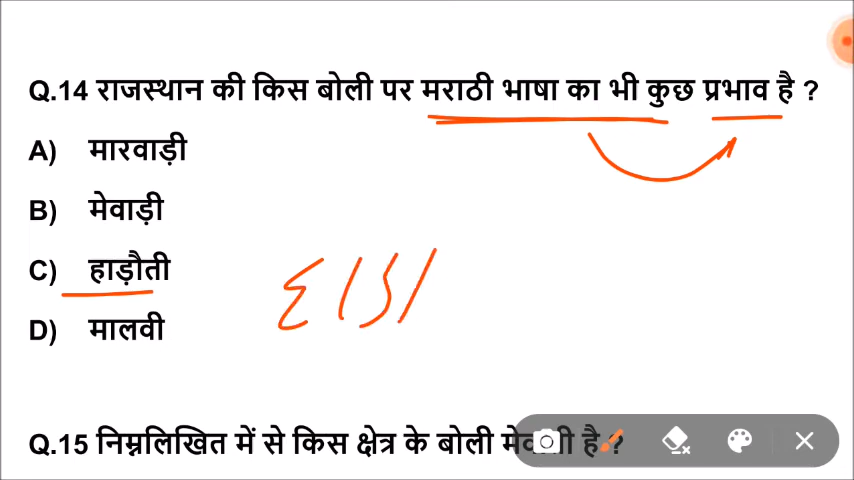 Q.14 राजस्थान की किस बोली पर मराठी भाषा का भी कुछ प्रभाव है ?
A) मारवाड़ी
B) मेवाड़ी
C) हाड़ौती
हाडा
D) मालवी
Q.15 निम्नलिखित में से किस क्षेत्र के बोली है ?